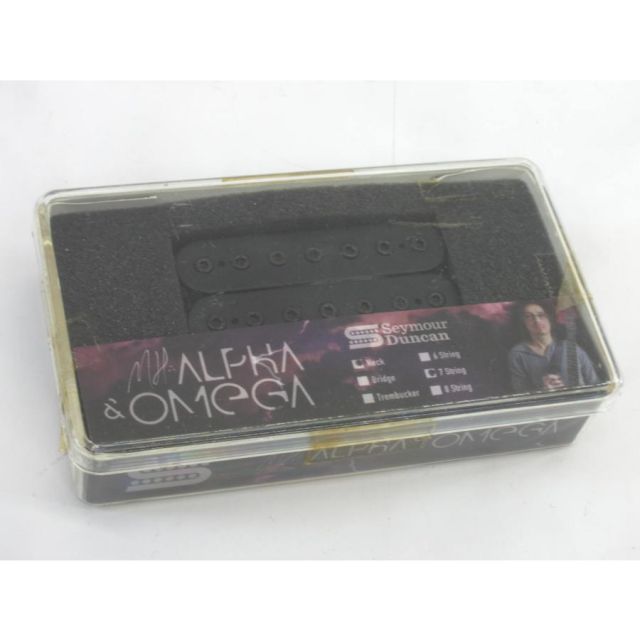 Seymour
Duncan
MH:
ALPHA
& OMEGA
Neck
Bridge
Trembucker
6 String
7 String
8 String
ALPHA & OMEGA